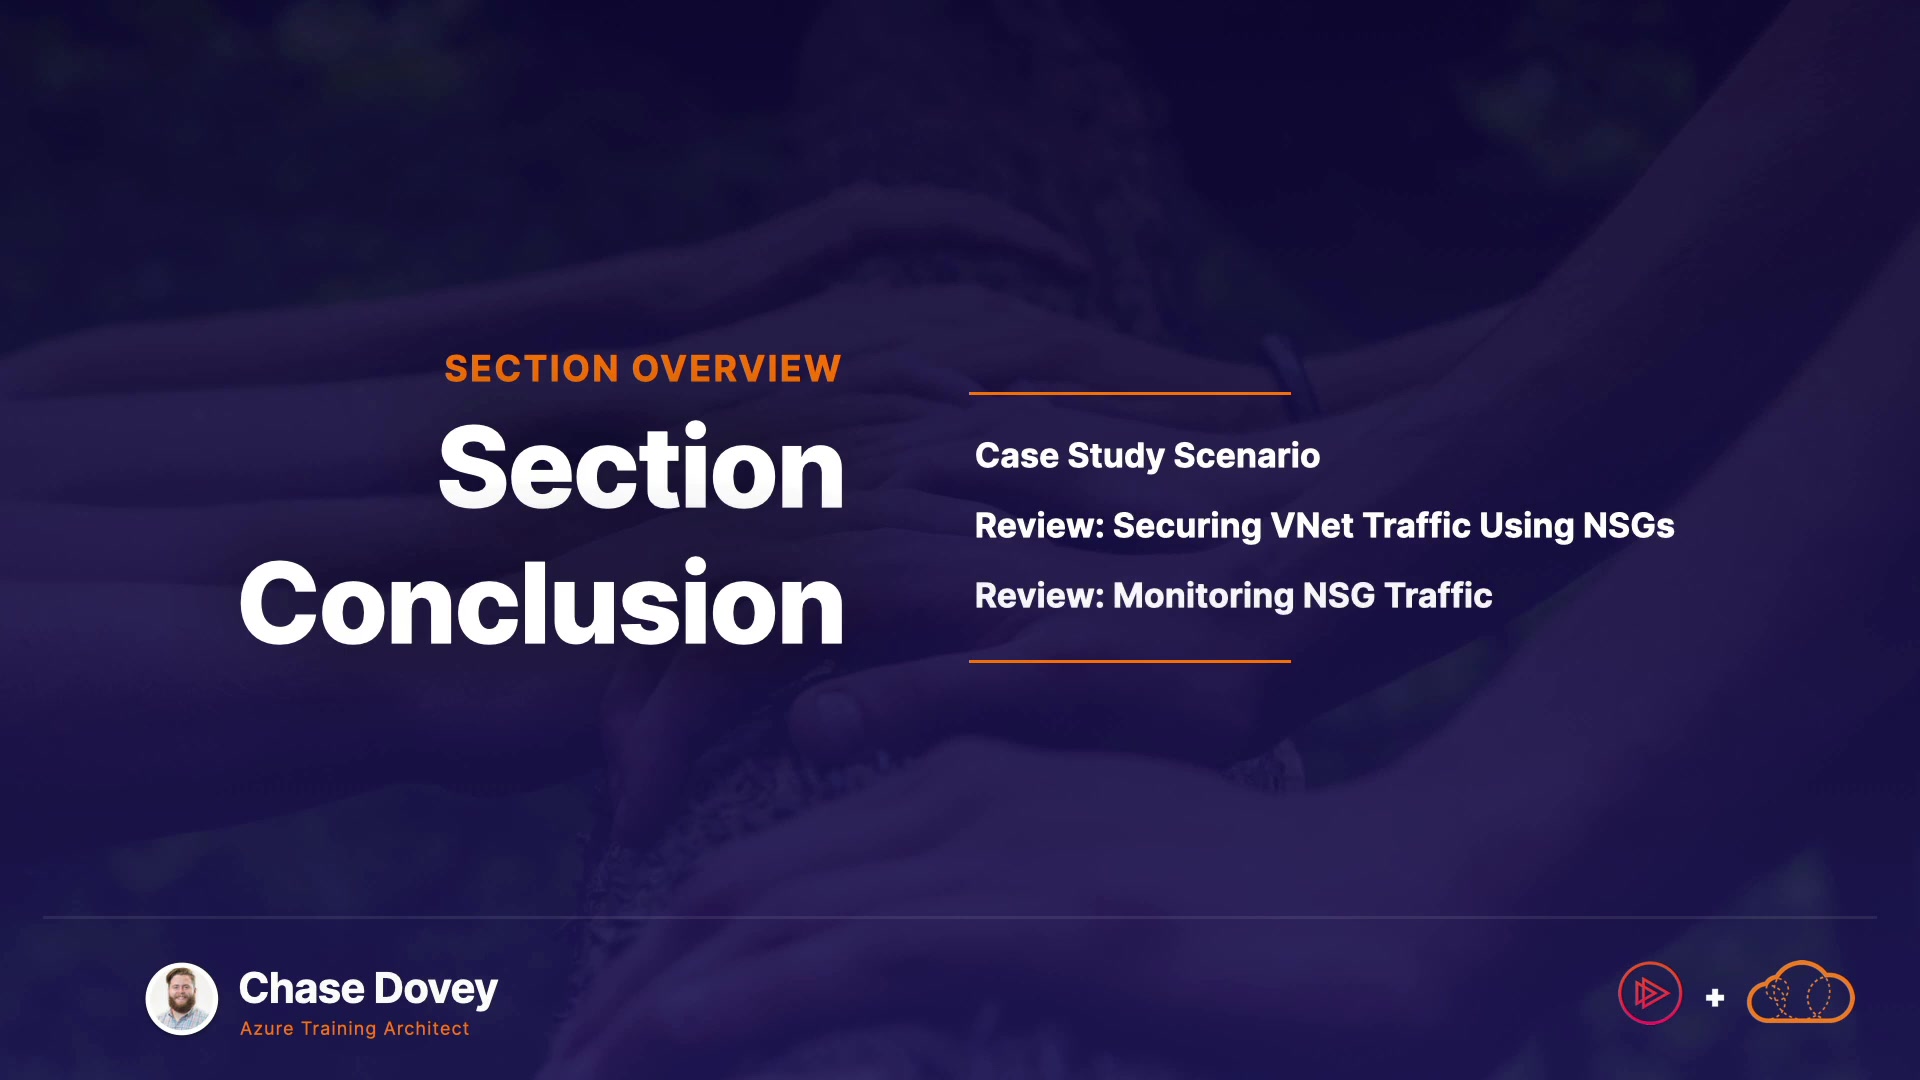 SECTION OVERVIEW
Section
Conclusion
Case Study Scenario
Review: Securing VNet Traffic Using NSGs
Review: Monitoring NSG Traffic
Chase Dovey
Azure Training Architect